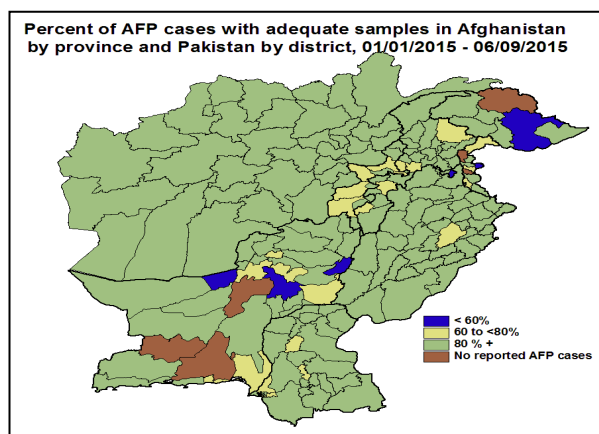 Percent of AFP cases with adequate samples in Afghanistan
by province and Pakistan by district, 01/01/2015 - 06/09/2015
< 60%
60 to <80%
80 % +
No reported AFP cases